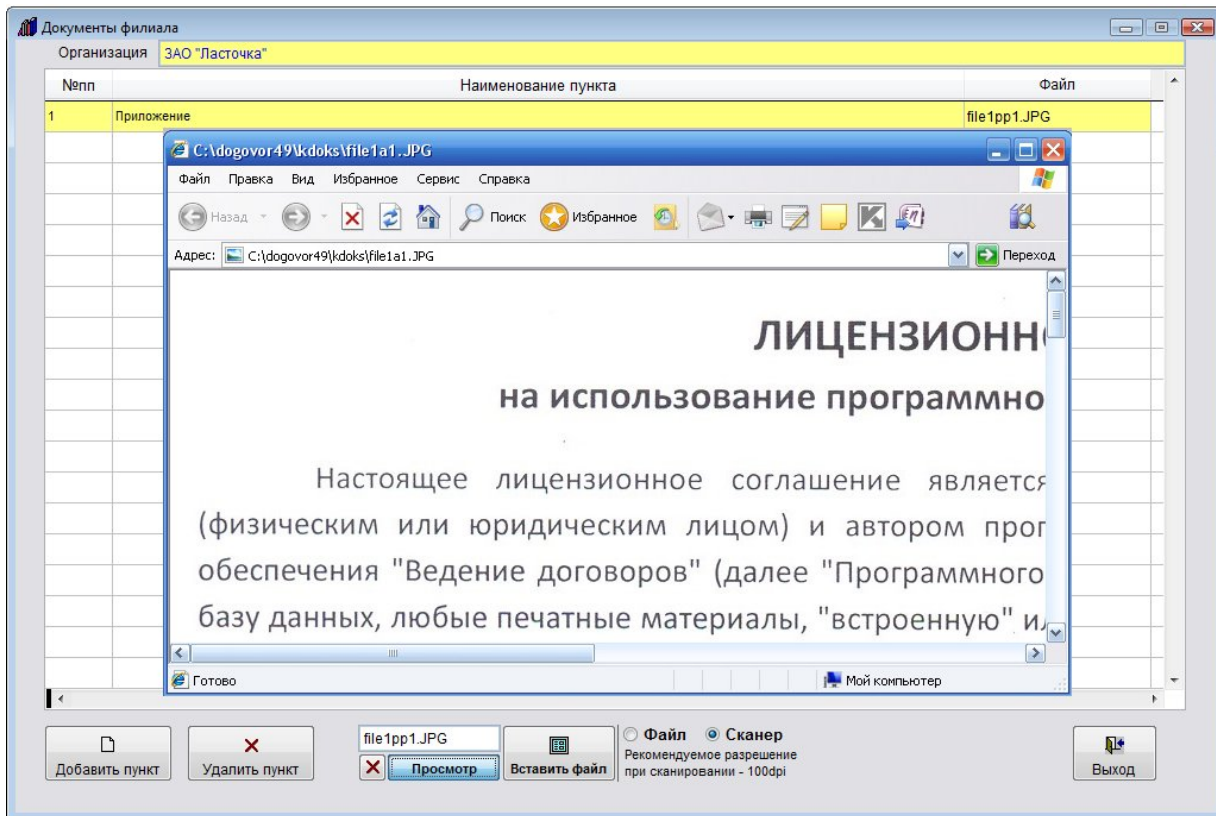 Документы филиала
Организация ЗАО "Ласточка"
№пп Наименование пункта Файл
1 Приложение file1pp1.JPG
C:\dogovor49\kdoks\file1a1.JPG
Файл Правка Вид Избранное Сервис Справка
Назад Поиск Избранное
Адрес: C:\dogovor49\kdoks\file1a1.JPG Переход
ЛИЦЕНЗИОНН
на использование программно
Настоящее лицензионное соглашение является
(физическим или юридическим лицом) и автором прог
обеспечения "Ведение договоров" (далее "Программного
базу данных, любые печатные материалы, "встроенную" и
Готово Мой компьютер
Добавить пункт
Удалить пункт
file1pp1.JPG
Просмотр
Вставить файл
Файл Сканер
Рекомендуемое разрешение
при сканировании - 100dpi
Выход